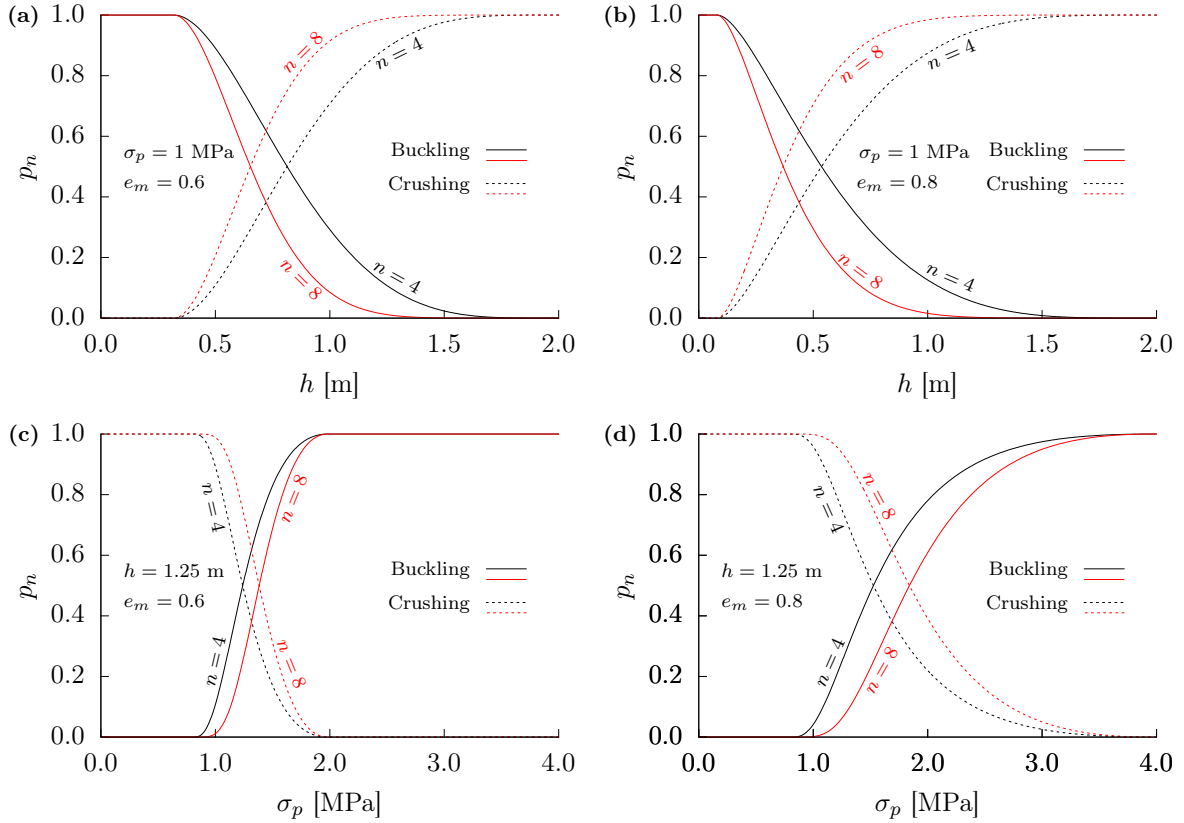 (a)
1.0
0.8
0.6
0.4
0.2
0.0
p_n
n = 8
n = 4
σ_p = 1 MPa
e_m = 0.6
Buckling
Crushing
n = 4
n = 8
0.0 0.5 1.0 1.5 2.0
h [m]
(b)
1.0
0.8
0.6
0.4
0.2
0.0
p_n
n = 8
n = 4
σ_p = 1 MPa
e_m = 0.8
Buckling
Crushing
n = 4
n = 8
0.0 0.5 1.0 1.5 2.0
h [m]
(c)
1.0
0.8
0.6
0.4
0.2
0.0
p_n
n = 4
n = 8
h = 1.25 m
e_m = 0.6
Buckling
Crushing
n = 4
n = 8
0.0 1.0 2.0 3.0 4.0
σ_p [MPa]
(d)
1.0
0.8
0.6
0.4
0.2
0.0
p_n
n = 4
n = 8
h = 1.25 m
e_m = 0.8
Buckling
Crushing
n = 4
n = 8
0.0 1.0 2.0 3.0 4.0
σ_p [MPa]